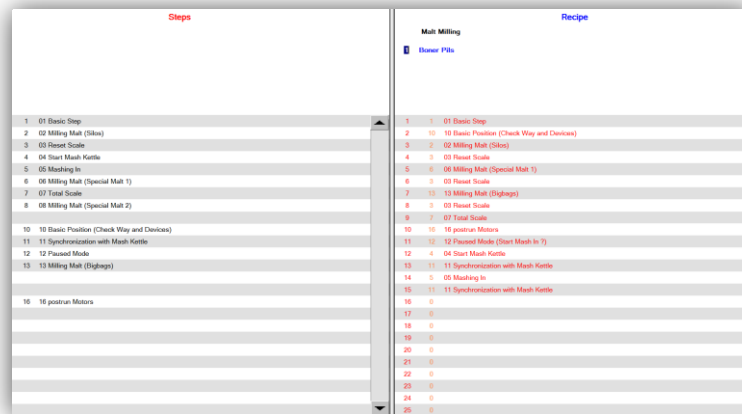 Steps
1 01 Basic Step
2 02 Milling Malt (Silos)
3 03 Reset Scale
4 04 Start Mash Kettle
5 05 Mashing In
6 06 Milling Malt (Special Malt 1)
7 07 Total Scale
8 08 Milling Malt (Special Malt 2)
10 10 Basic Position (Check Way and Devices)
11 11 Synchronization with Mash Kettle
12 12 Paused Mode
13 13 Milling Malt (Bigbags)
16 16 postrun Motors
Recipe
Malt Milling
1 Boner Pils
1 1 01 Basic Step
2 10 10 Basic Position (Check Way and Devices)
3 2 02 Milling Malt (Silos)
4 3 03 Reset Scale
5 6 06 Milling Malt (Special Malt 1)
6 3 03 Reset Scale
7 13 13 Milling Malt (Bigbags)
8 3 03 Reset Scale
9 7 07 Total Scale
10 16 16 postrun Motors
11 12 12 Paused Mode (Start Mash In ?)
12 4 04 Start Mash Kettle
13 11 11 Synchronization with Mash Kettle
14 5 05 Mashing In
15 11 11 Synchronization with Mash Kettle
16 0
17 0
18 0
19 0
20 0
21 0
22 0
23 0
24 0
25 0